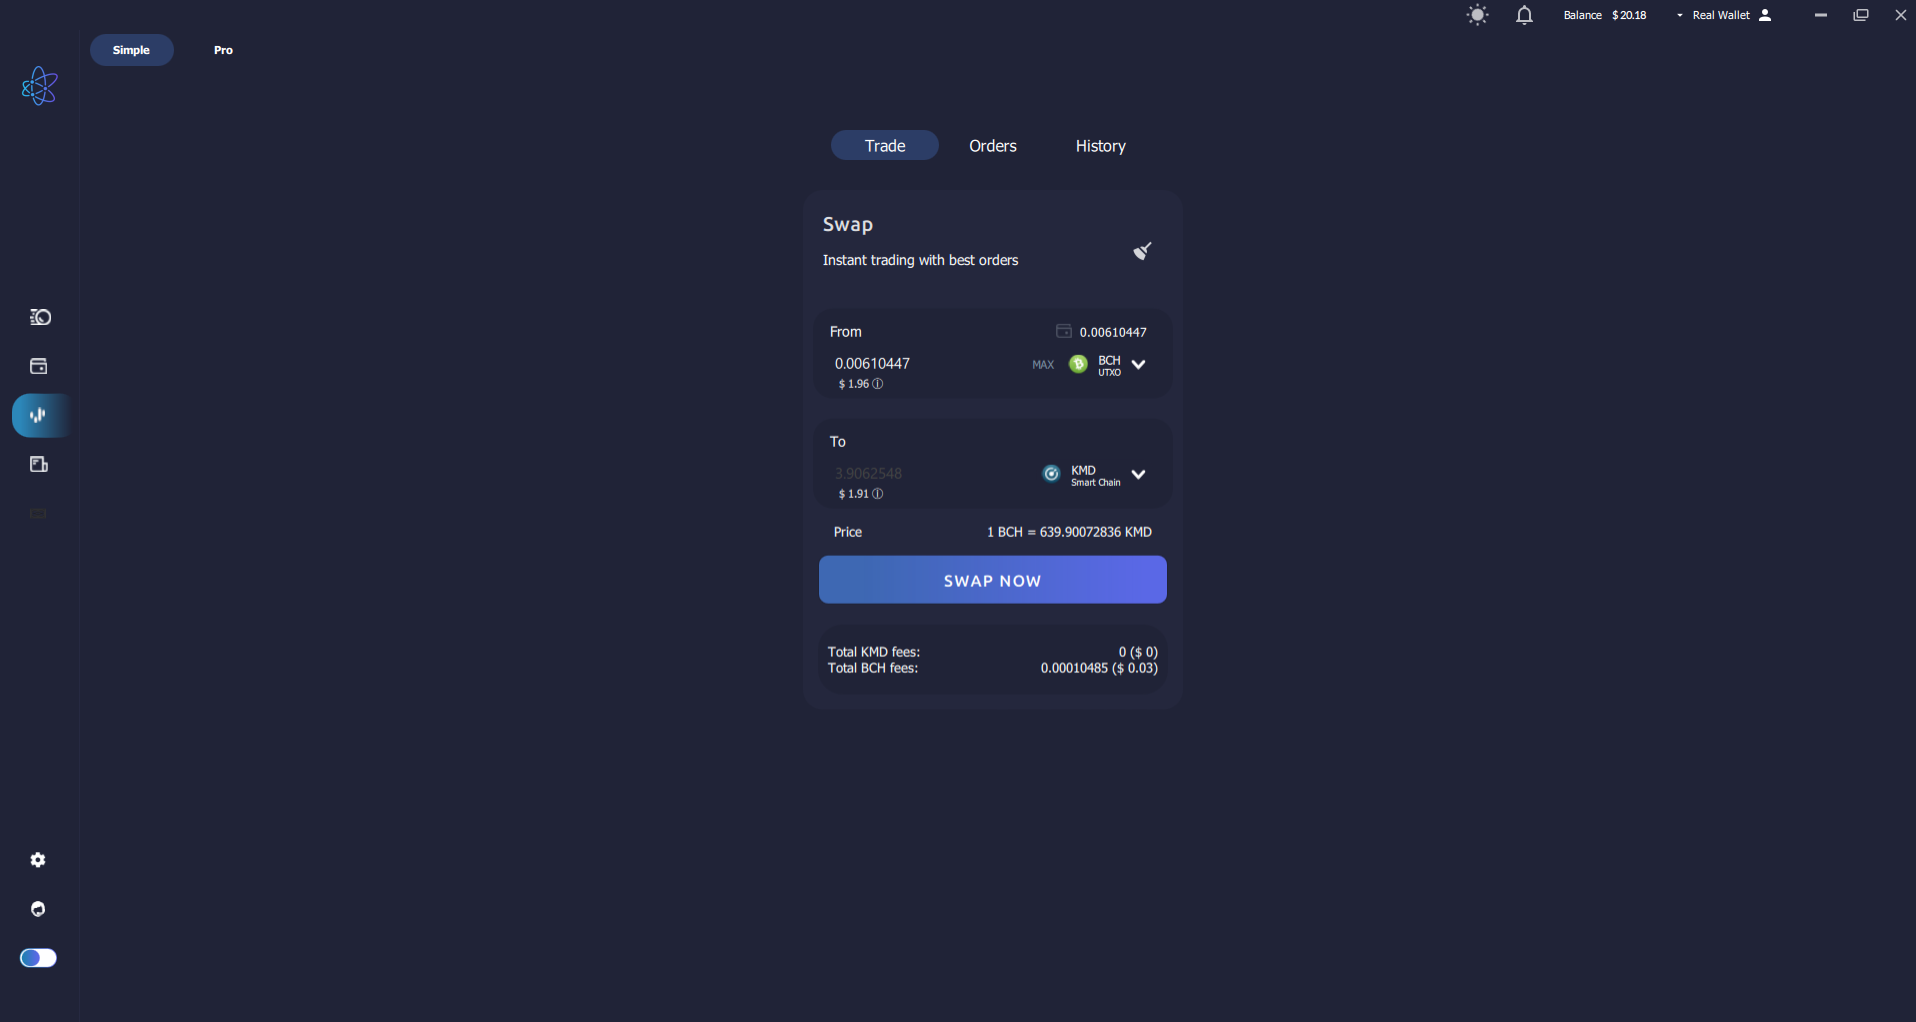 Balance $ 20.18 Real Wallet
Simple Pro
Trade Orders History
Swap
Instant trading with best orders
From 0.00610447
0.00610447 MAX BCH
UTXO
$ 1.96
To
3.9062548 KMD
Smart Chain
$ 1.91
Price 1 BCH = 639.90072836 KMD
SWAP NOW
Total KMD fees: 0 ($ 0)
Total BCH fees: 0.00010485 ($ 0.03)